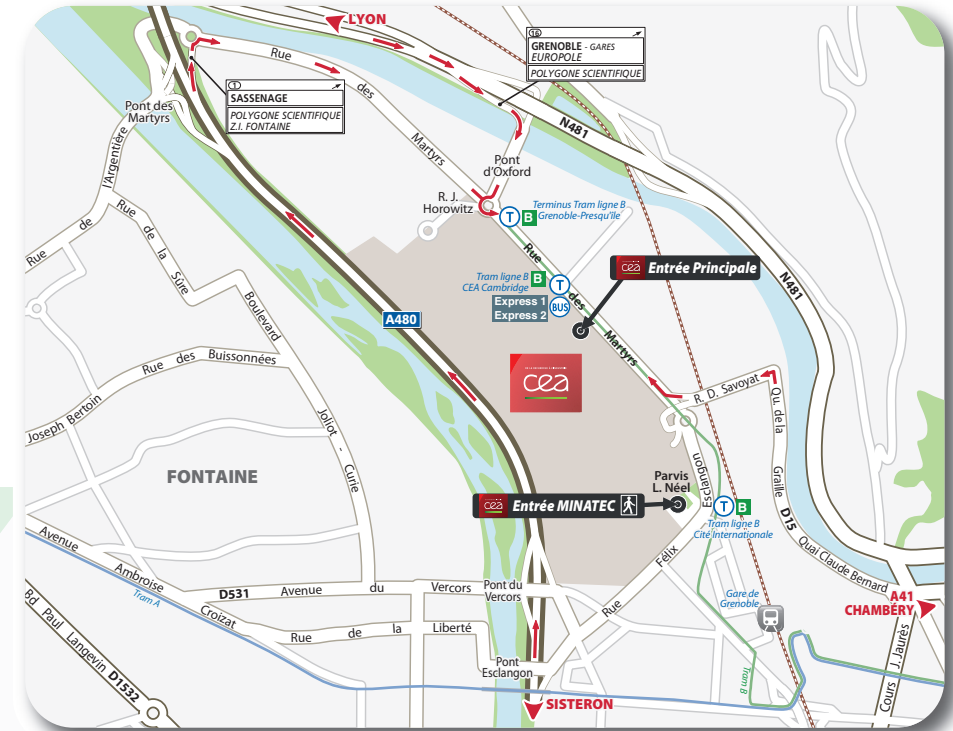 LYON
16
GRENOBLE - GARES
EUROPOLE
POLYGONE SCIENTIFIQUE
1
SASSENAGE
POLYGONE SCIENTIFIQUE
Z.I. FONTAINE
Rue
des
Martyrs
Pont des
Martyrs
N481
Pont
d'Oxford
R. J.
Horowitz
T B
Terminus Tram ligne B
Grenoble-Presqu'île
Rue de l'Argentière
Rue
de
la
Sûre
Boulevard
Joliot - Curie
Rue
des
Martyrs
Tram ligne B
CEA Cambridge
B T
Express 1
Express 2
BUS
cea Entrée Principale
N481
A480
cea
Rue des Buissonnées
Joseph Bertoin
R. D. Savoyat
Qu. de la
Graille
D15
Quai Claude Bernard
FONTAINE
Parvis
L. Néel
Esclangon
Félix
Rue
cea Entrée MINATEC
T B
Tram ligne B
Cité Internationale
Avenue
Ambroise
Croizat
Tram A
D531 Avenue du Vercors
Pont du
Vercors
Rue de la Liberté
Pont
Esclangon
Gare de
Grenoble
Tram B
A41
CHAMBÉRY
Cours J. Jaurès
Bd Paul Langevin D1532
SISTERON